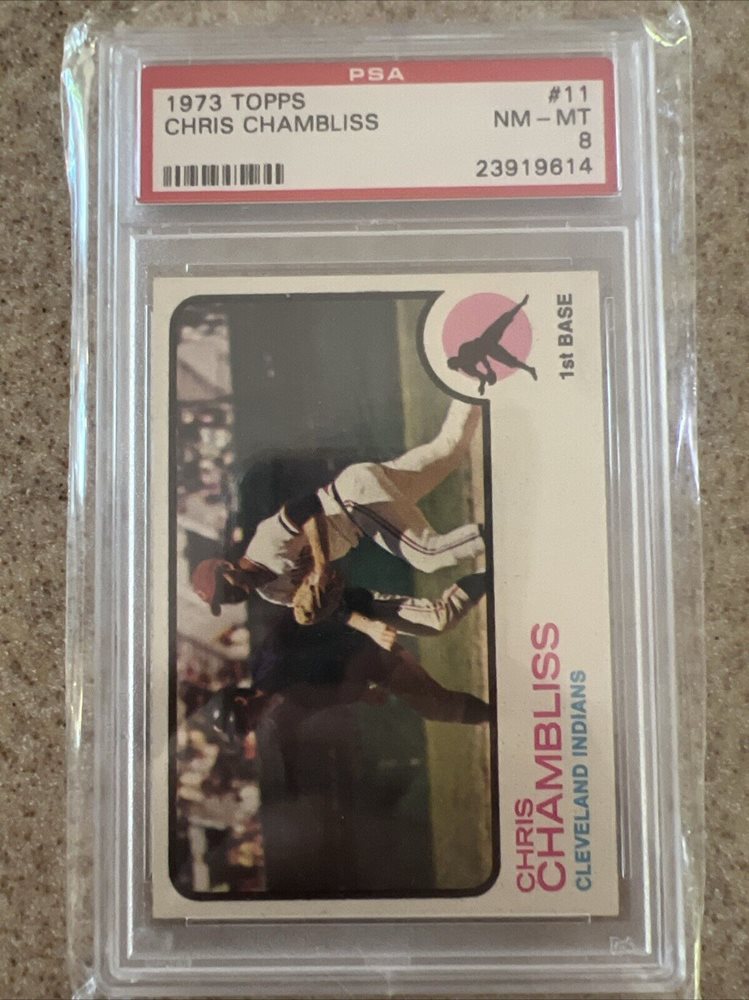 PSA
1973 TOPPS #11
CHRIS CHAMBLISS NM-MT
8
23919614
1st BASE
CHRIS
CHAMBLISS
CLEVELAND INDIANS